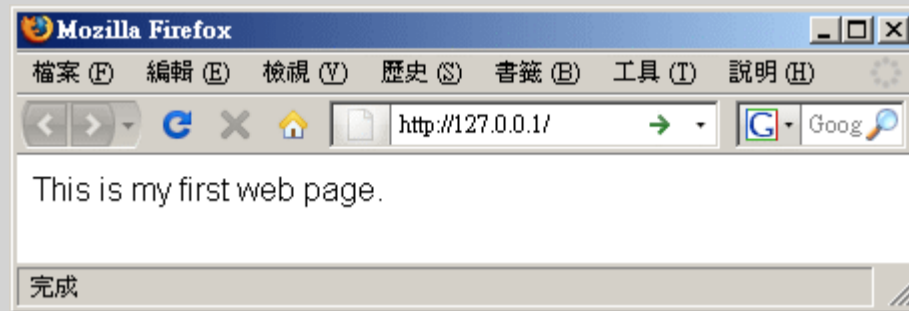 Mozilla Firefox
檔案 (F) 編輯 (E) 檢視 (V) 歷史 (S) 書籤 (B) 工具 (T) 說明 (H)
http://127.0.0.1/ G Goog
This is my first web page.
完成